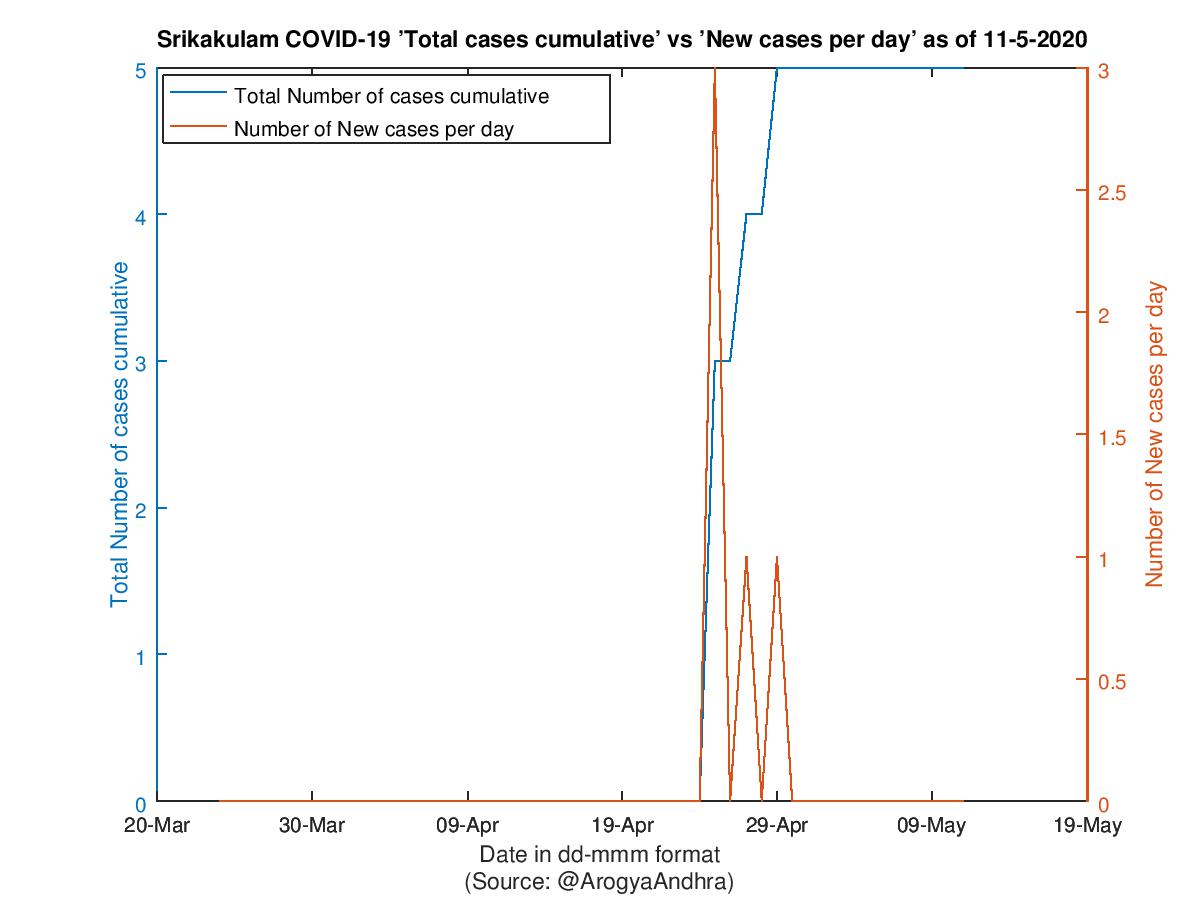 Srikakulam COVID-19 ’Total cases cumulative’ vs ’New cases per day’ as of 11-5-2020
Total Number of cases cumulative
Number of New cases per day
5
4
3
2
1
0
Total Number of cases cumulative
3
2.5
2
1.5
1
0.5
0
Number of New cases per day
20-Mar 30-Mar 09-Apr 19-Apr 29-Apr 09-May 19-May
Date in dd-mmm format
(Source: @ArogyaAndhra)